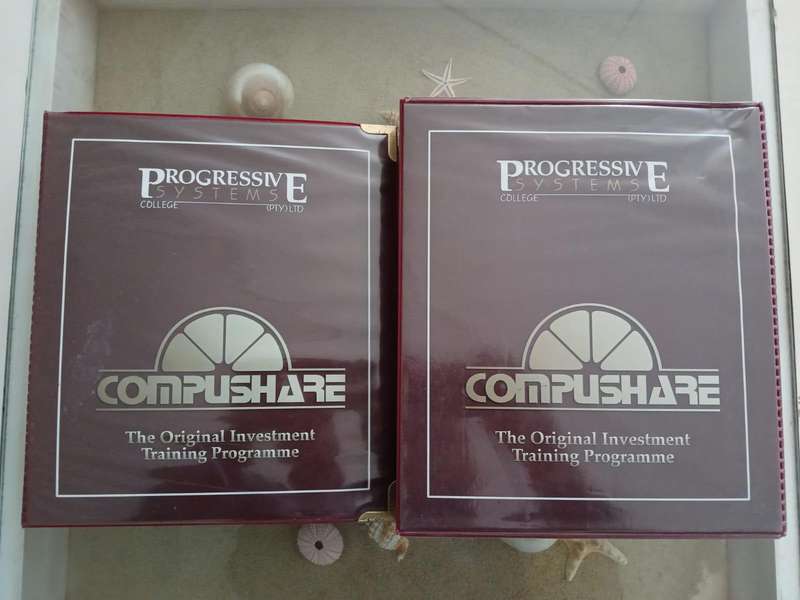 PROGRESSIVE
SYSTEMS
COLLEGE (PTY) LTD
COMPUSHARE
The Original Investment
Training Programme
PROGRESSIVE
SYSTEMS
COLLEGE (PTY) LTD
COMPUSHARE
The Original Investment
Training Programme